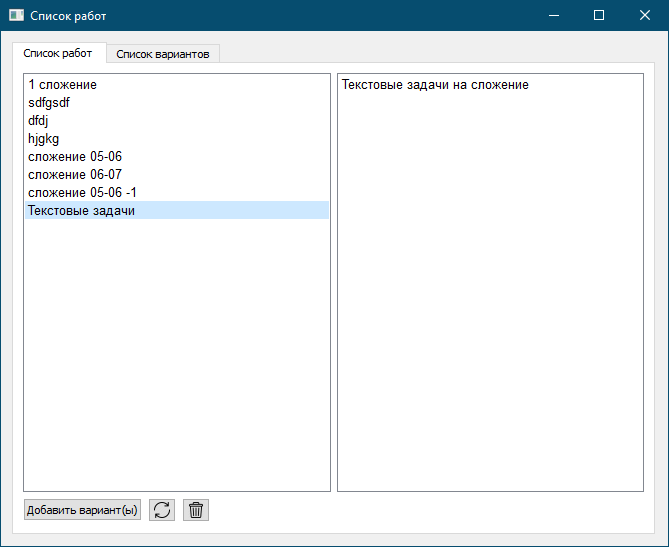 Список работ
Список работ
Список вариантов
1 сложение
sdfgsdf
dfdj
hjgkg
сложение 05-06
сложение 06-07
сложение 05-06 -1
Текстовые задачи
Текстовые задачи на сложение
Добавить вариант(ы)